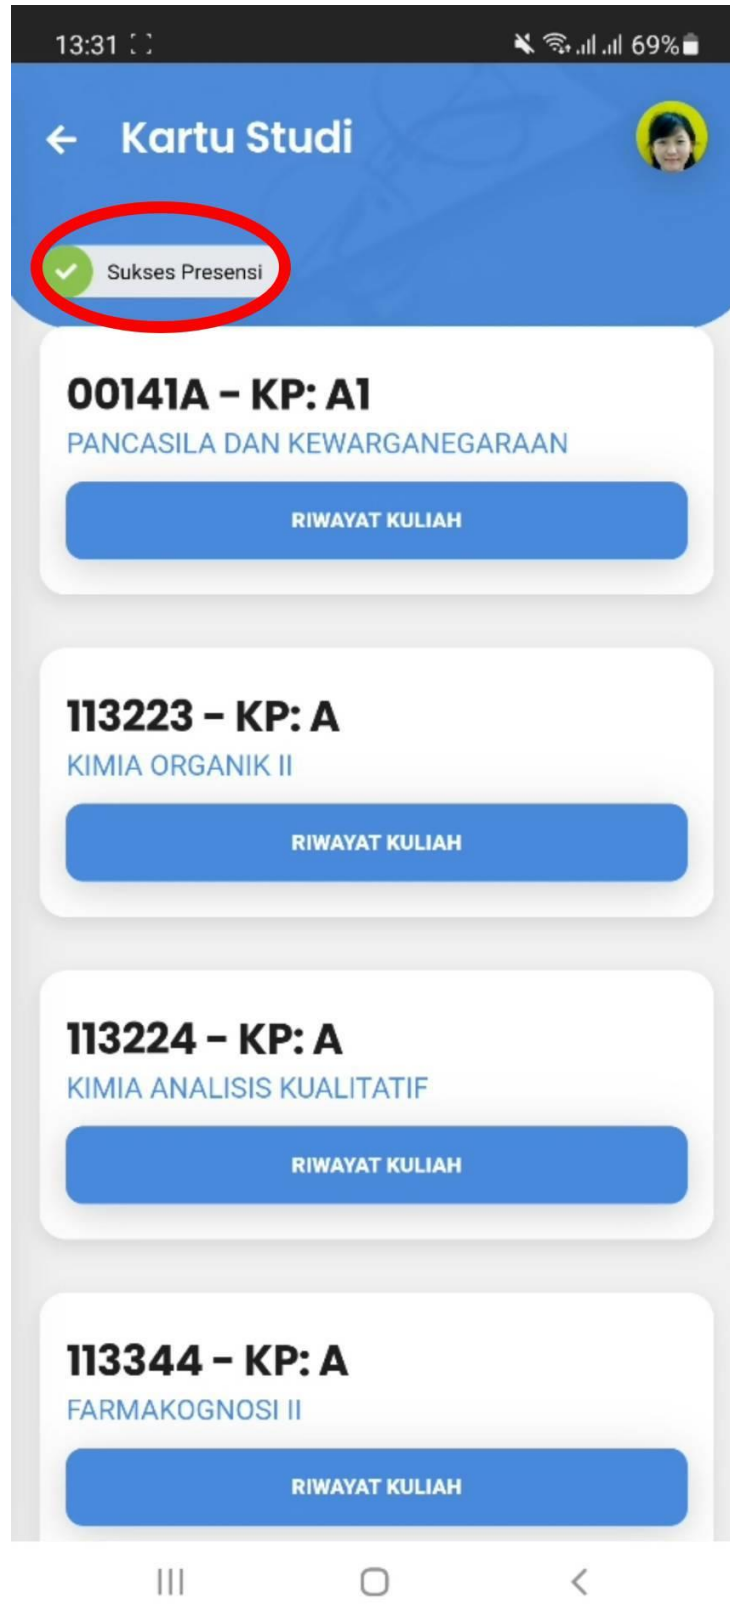 13:31
69%
Kartu Studi
Sukses Presensi
00141A - KP: A1
PANCASILA DAN KEWARGANEGARAAN
RIWAYAT KULIAH
113223 - KP: A
KIMIA ORGANIK II
RIWAYAT KULIAH
113224 - KP: A
KIMIA ANALISIS KUALITATIF
RIWAYAT KULIAH
113344 - KP: A
FARMAKOGNOSI II
RIWAYAT KULIAH